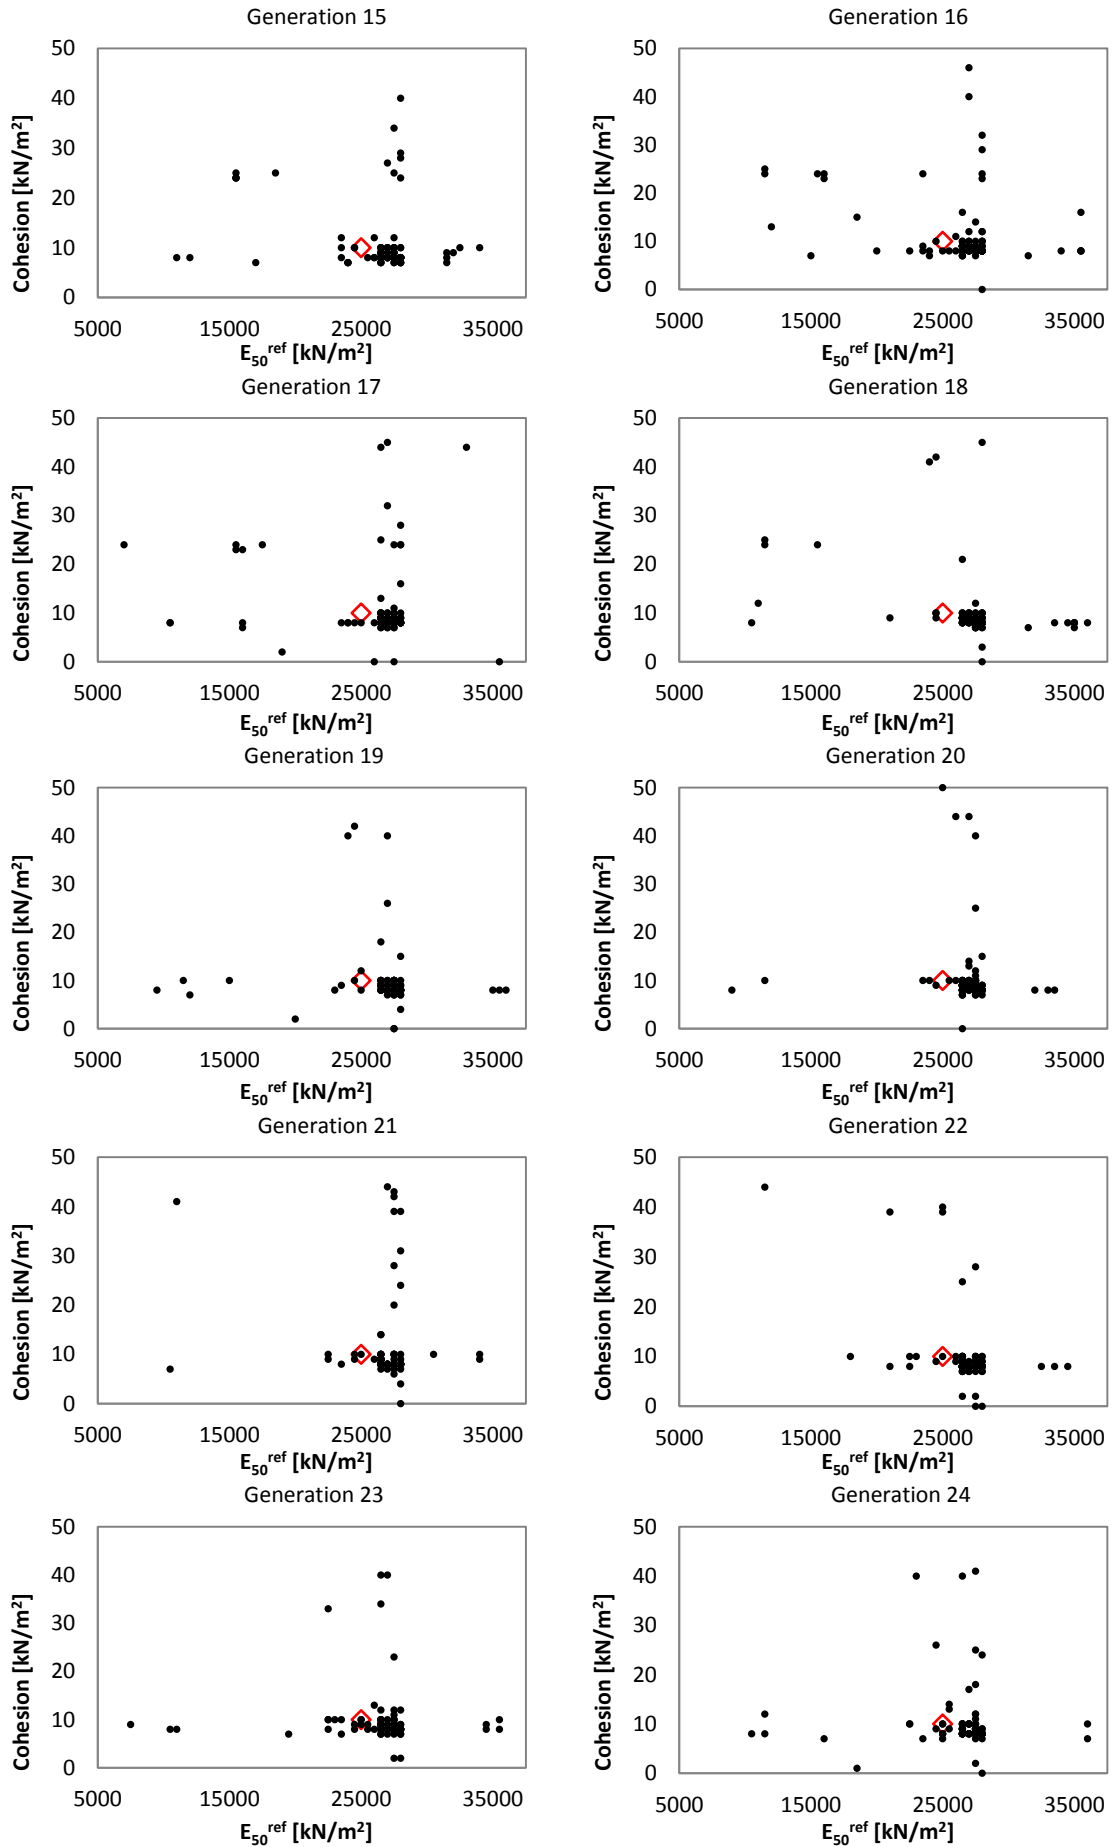 Generation 15
50
40
30
20
10
0
Cohesion [kN/m²]
5000 15000 25000 35000
E₅₀ʳᵉᶠ [kN/m²]
Generation 16
50
40
30
20
10
0
Cohesion [kN/m²]
5000 15000 25000 35000
E₅₀ʳᵉᶠ [kN/m²]
Generation 17
50
40
30
20
10
0
Cohesion [kN/m²]
5000 15000 25000 35000
E₅₀ʳᵉᶠ [kN/m²]
Generation 18
50
40
30
20
10
0
Cohesion [kN/m²]
5000 15000 25000 35000
E₅₀ʳᵉᶠ [kN/m²]
Generation 19
50
40
30
20
10
0
Cohesion [kN/m²]
5000 15000 25000 35000
E₅₀ʳᵉᶠ [kN/m²]
Generation 20
50
40
30
20
10
0
Cohesion [kN/m²]
5000 15000 25000 35000
E₅₀ʳᵉᶠ [kN/m²]
Generation 21
50
40
30
20
10
0
Cohesion [kN/m²]
5000 15000 25000 35000
E₅₀ʳᵉᶠ [kN/m²]
Generation 22
50
40
30
20
10
0
Cohesion [kN/m²]
5000 15000 25000 35000
E₅₀ʳᵉᶠ [kN/m²]
Generation 23
50
40
30
20
10
0
Cohesion [kN/m²]
5000 15000 25000 35000
E₅₀ʳᵉᶠ [kN/m²]
Generation 24
50
40
30
20
10
0
Cohesion [kN/m²]
5000 15000 25000 35000
E₅₀ʳᵉᶠ [kN/m²]